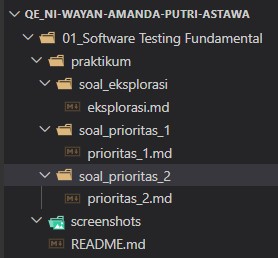 QE_NI-WAYAN-AMANDA-PUTRI-ASTAWA
01_Software Testing Fundamental
praktikum
soal_eksplorasi
eksplorasi.md
soal_prioritas_1
prioritas_1.md
soal_prioritas_2
prioritas_2.md
screenshots
README.md